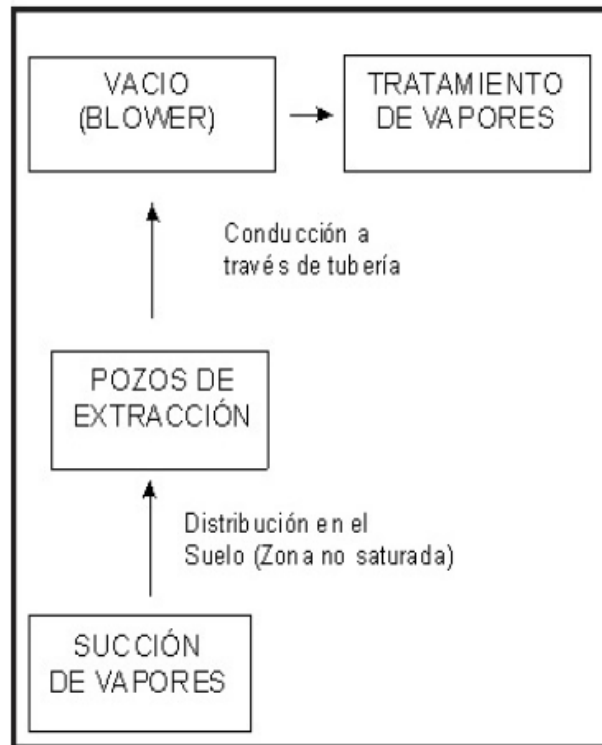 VACIO
(BLOWER)
TRATAMIENTO
DE VAPORES
Conducción a
través de tubería
POZOS DE
EXTRACCIÓN
Distribución en el
Suelo (Zona no saturada)
SUCCIÓN
DE VAPORES